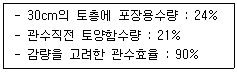 - 30cm의 토층에 포장용수량 : 24%
- 관수직전 토양함수량 : 21%
- 감량을 고려한 관수효율 : 90%